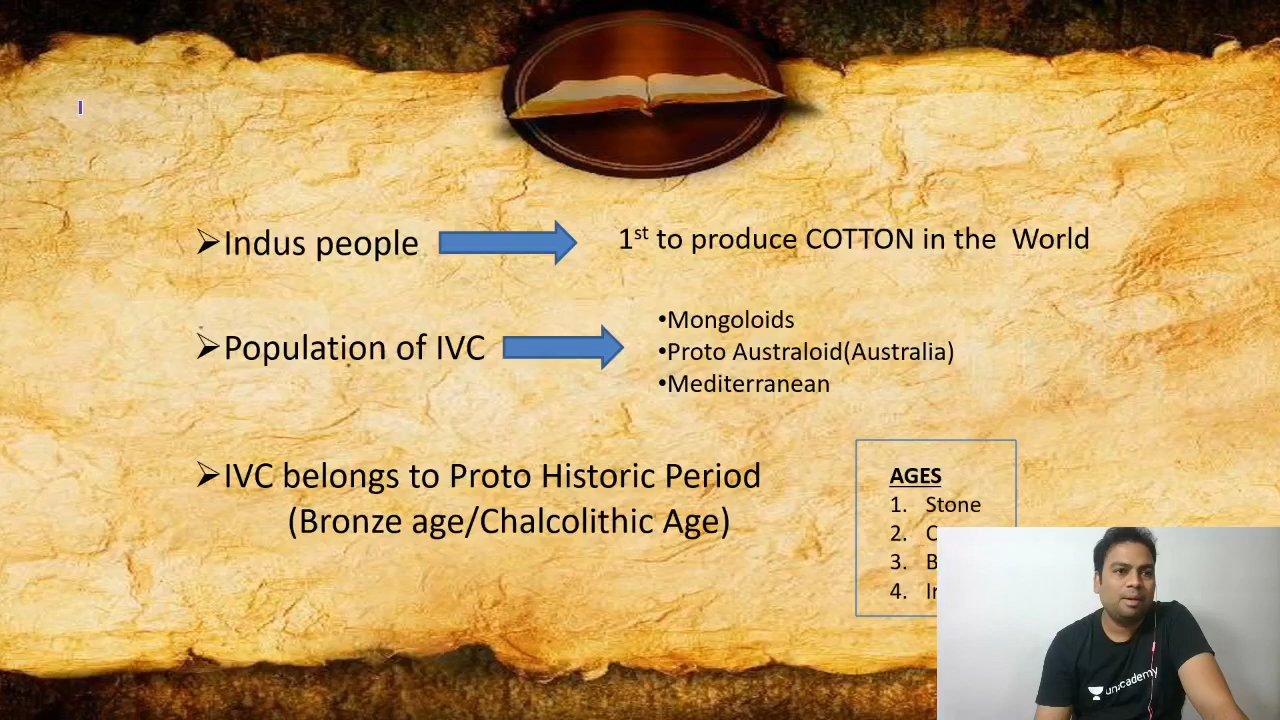 ➢Indus people
1st to produce COTTON in the World
➢Population of IVC
•Mongoloids
•Proto Australoid(Australia)
•Mediterranean
➢IVC belongs to Proto Historic Period
(Bronze age/Chalcolithic Age)
AGES
1. Stone
2.
3.
4.
unacademy